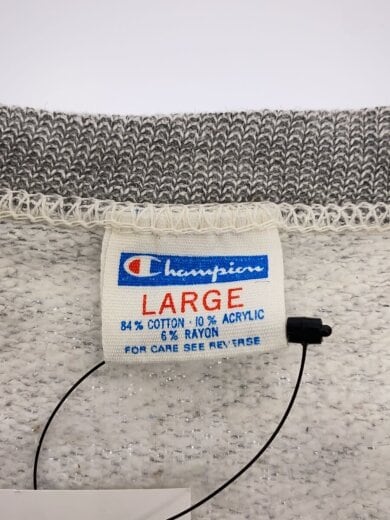 Champion
LARGE
84% COTTON · 10% ACRYLIC
6% RAYON
FOR CARE SEE REVERSE